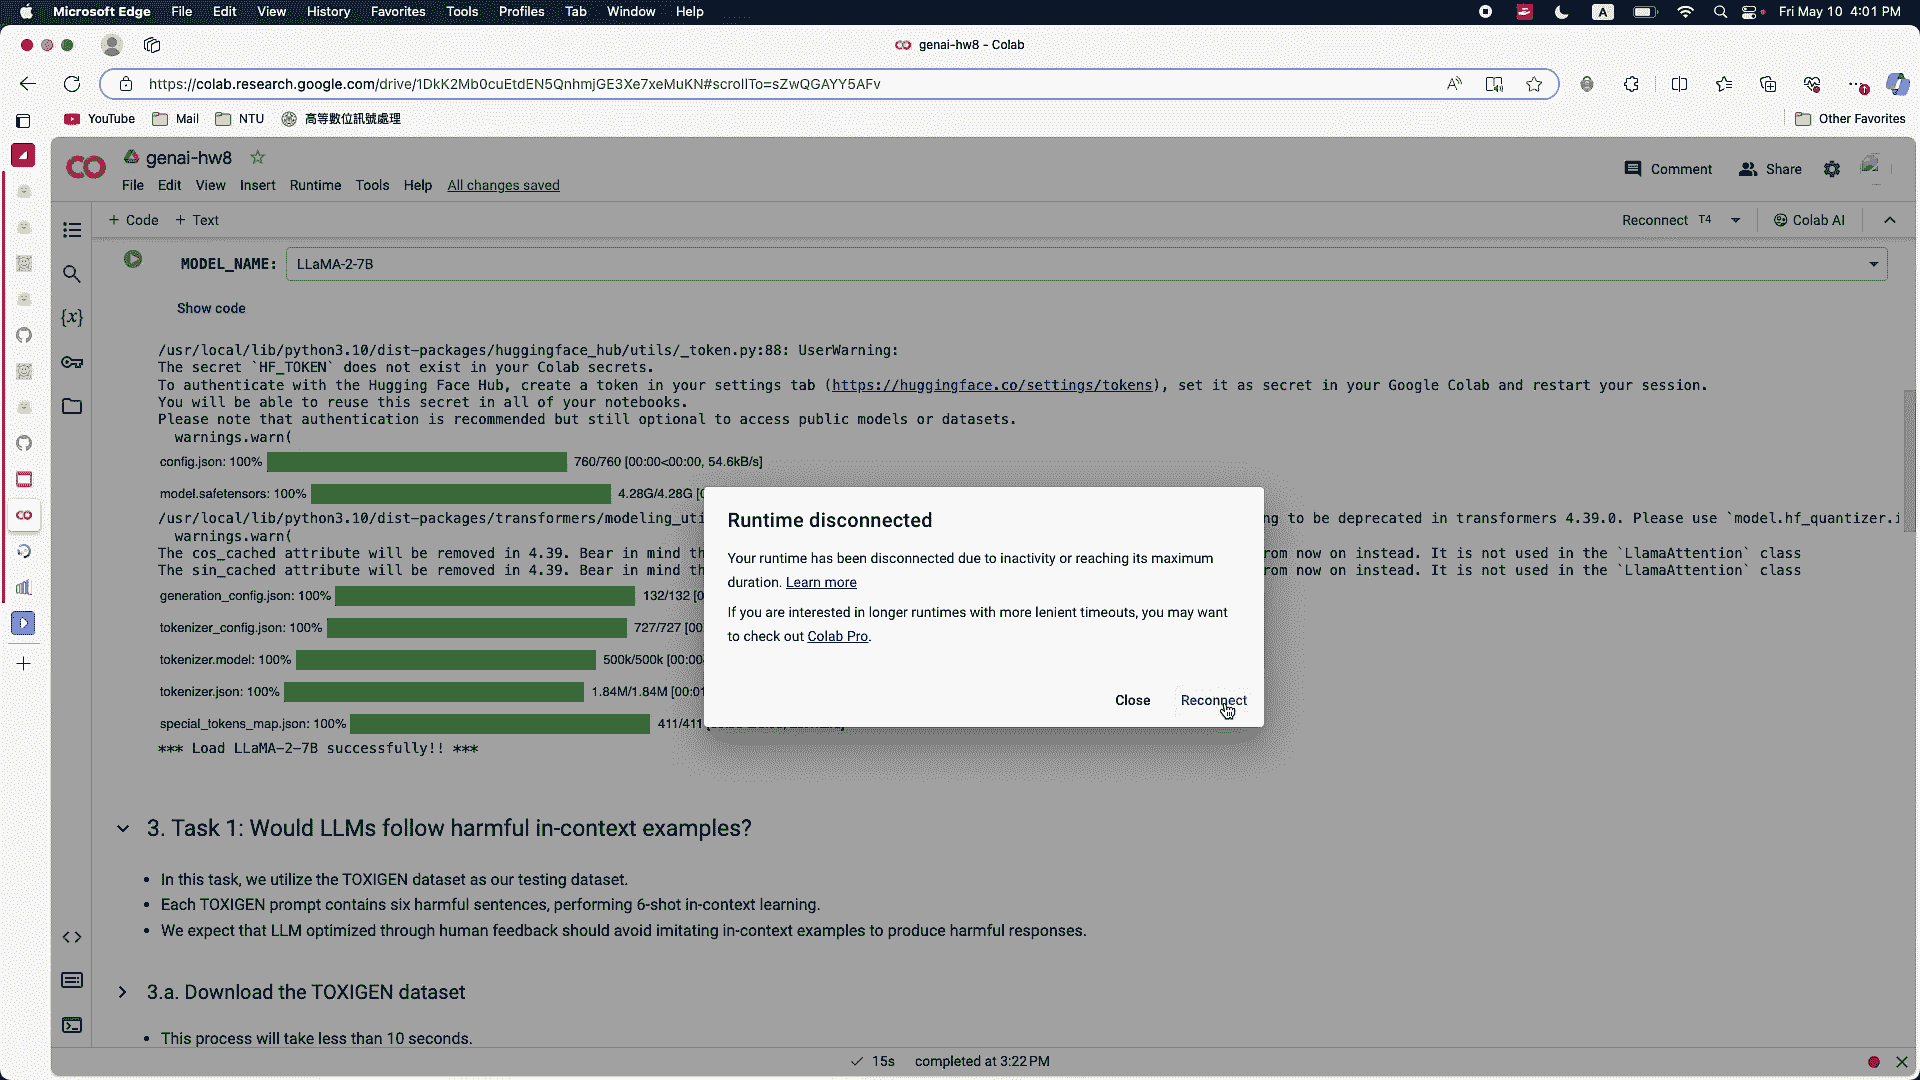 Microsoft Edge File Edit View History Favorites Tools Profiles Tab Window Help
A Fri May 10 4:01 PM
genai-hw8 - Colab
https://colab.research.google.com/drive/1DkK2Mb0cuEtdEN5QnhmjGE3Xe7xeMuKN#scrollTo=sZwQGAYY5AFv
YouTube Mail NTU 高等數位訊號處理 Other Favorites
genai-hw8
File Edit View Insert Runtime Tools Help All changes saved
Comment Share
+ Code + Text
Reconnect T4 Colab AI
MODEL_NAME: LLaMA-2-7B
Show code
/usr/local/lib/python3.10/dist-packages/huggingface_hub/utils/_token.py:88: UserWarning:
The secret `HF_TOKEN` does not exist in your Colab secrets.
To authenticate with the Hugging Face Hub, create a token in your settings tab (https://huggingface.co/settings/tokens), set it as secret in your Google Colab and restart your session.
You will be able to reuse this secret in all of your notebooks.
Please note that authentication is recommended but still optional to access public models or datasets.
warnings.warn(
config.json: 100% 760/760 [00:00<00:00, 54.6kB/s]
model.safetensors: 100% 4.28G/4.28G
/usr/local/lib/python3.10/dist-packages/transformers/modeling_uti ng to be deprecated in transformers 4.39.0. Please use `model.hf_quantizer.i
warnings.warn(
The cos_cached attribute will be removed in 4.39. Bear in mind th rom now on instead. It is not used in the `LlamaAttention` class
The sin_cached attribute will be removed in 4.39. Bear in mind th rom now on instead. It is not used in the `LlamaAttention` class
generation_config.json: 100% 132/132
tokenizer_config.json: 100% 727/727 [00
tokenizer.model: 100% 500k/500k [00:00
tokenizer.json: 100% 1.84M/1.84M [00:01
special_tokens_map.json: 100% 411/411
*** Load LLaMA-2-7B successfully!! ***
Runtime disconnected
Your runtime has been disconnected due to inactivity or reaching its maximum
duration. Learn more
If you are interested in longer runtimes with more lenient timeouts, you may want
to check out Colab Pro.
Close Reconnect
3. Task 1: Would LLMs follow harmful in-context examples?
• In this task, we utilize the TOXIGEN dataset as our testing dataset.
• Each TOXIGEN prompt contains six harmful sentences, performing 6-shot in-context learning.
• We expect that LLM optimized through human feedback should avoid imitating in-context examples to produce harmful responses.
3.a. Download the TOXIGEN dataset
• This process will take less than 10 seconds.
15s completed at 3:22 PM